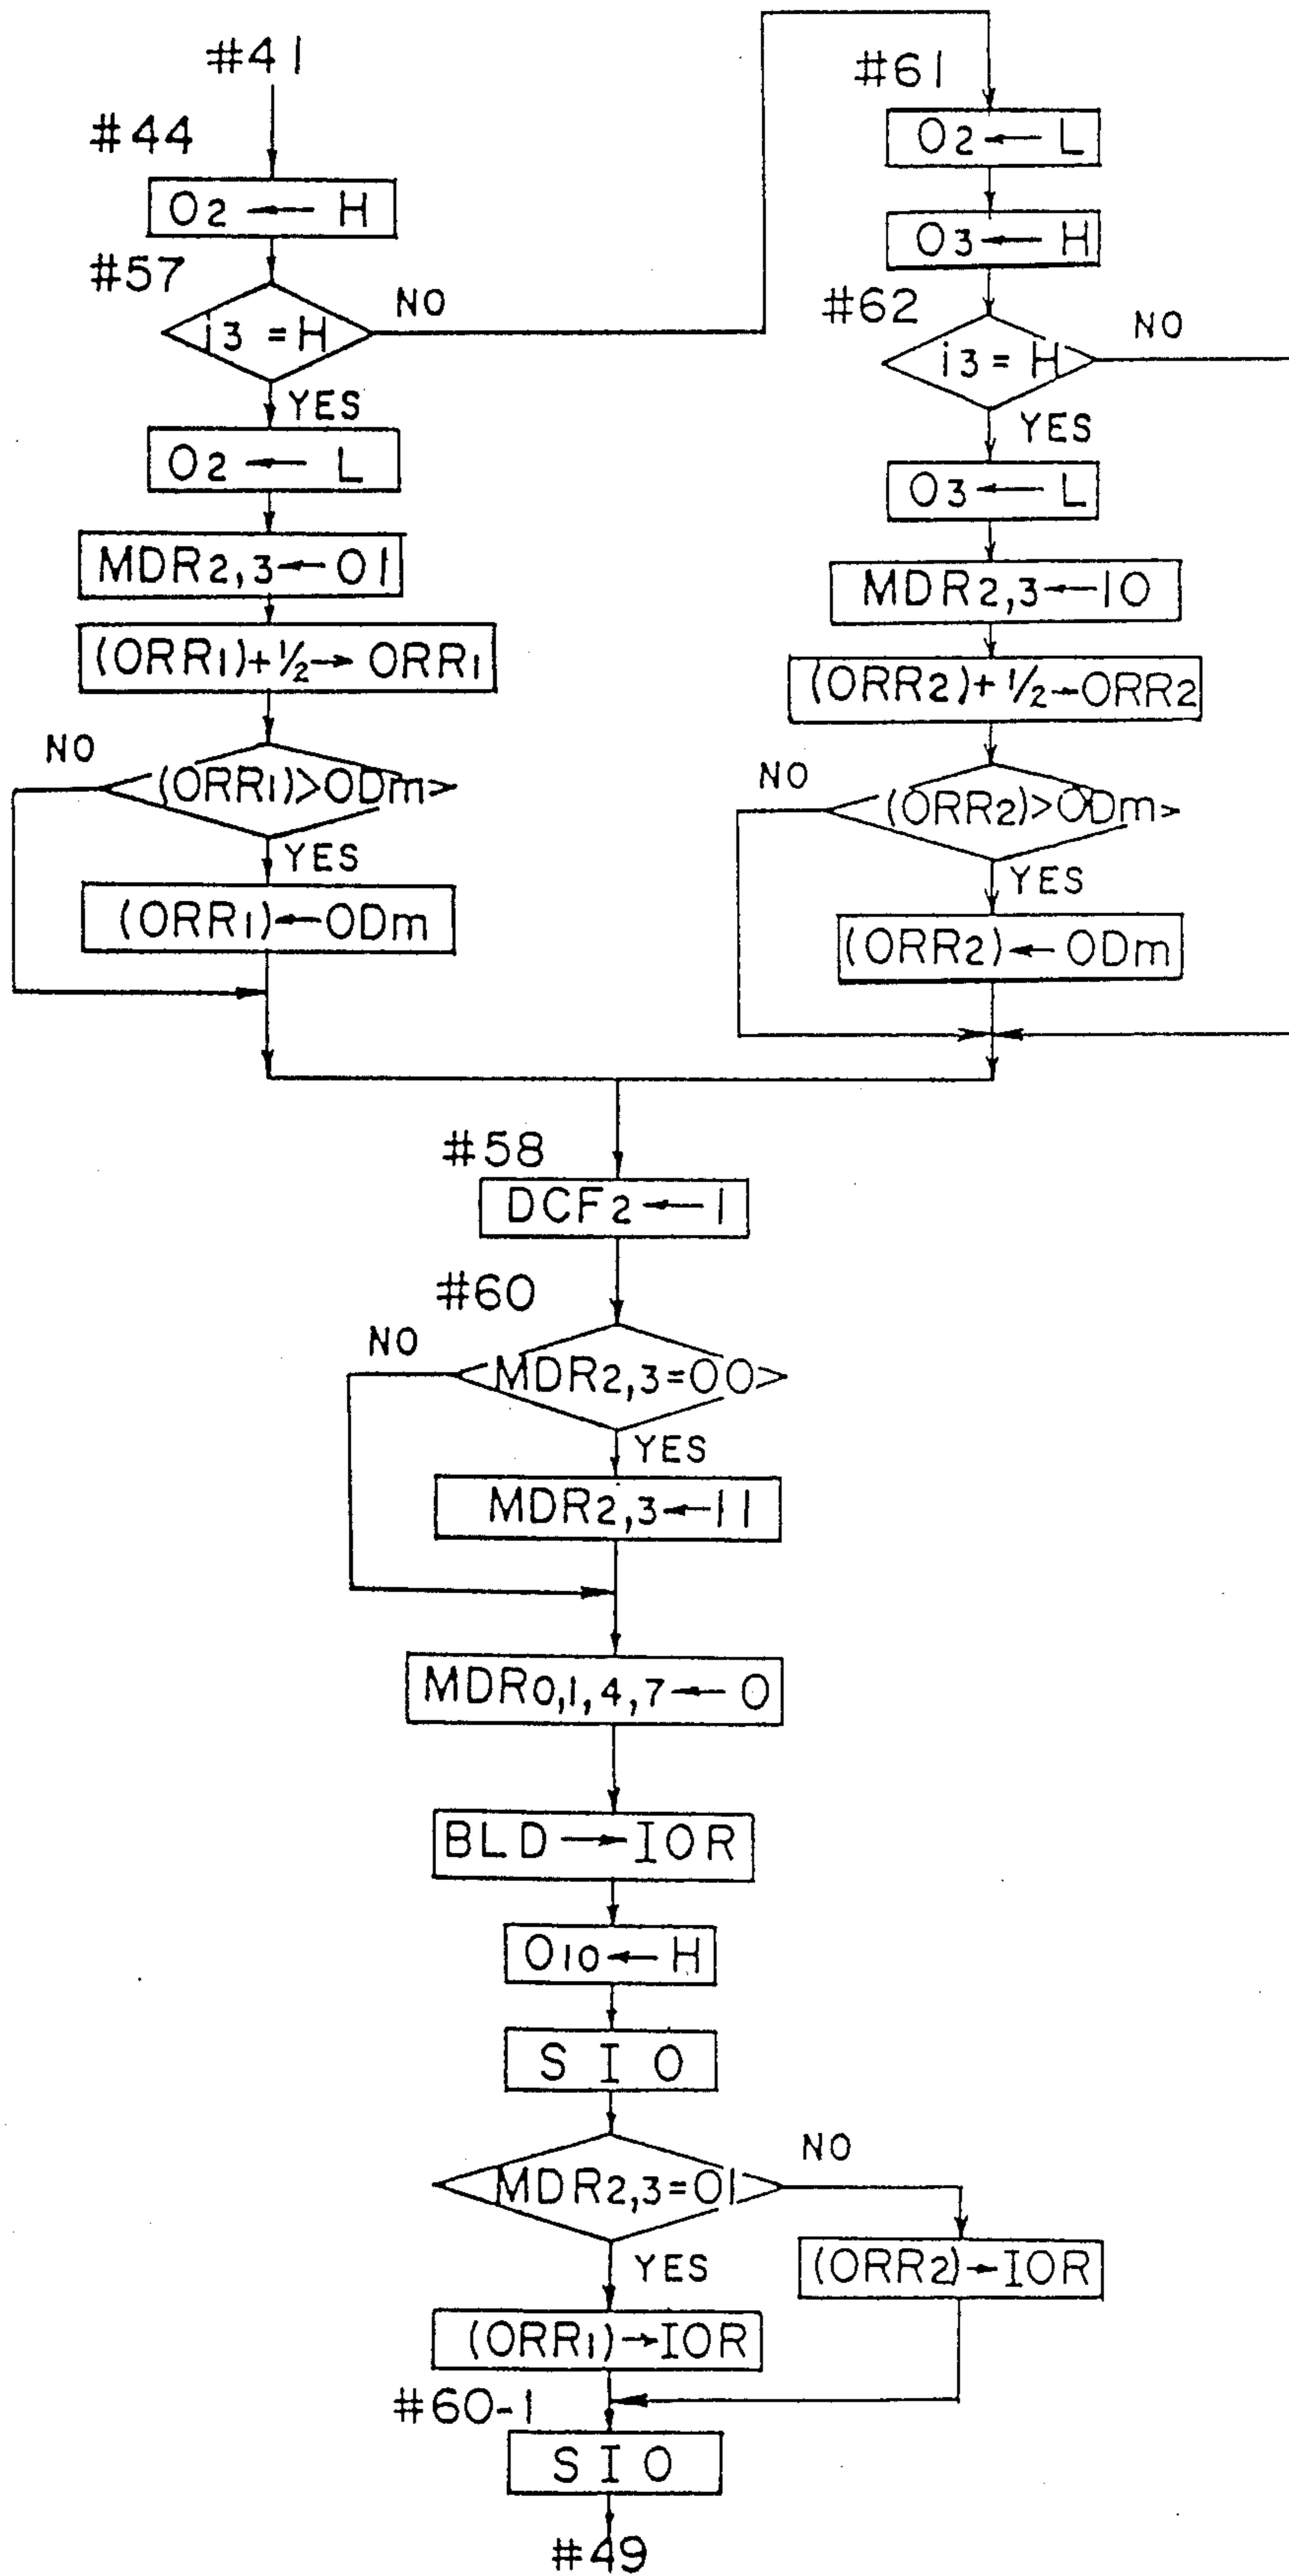 #41
#44
O2 ← H
#57
i3 = H
NO
YES
O2 ← L
MDR2,3 ← 01
(ORR1)+½→ ORR1
NO
(ORR1)>ODm
YES
(ORR1)←ODm
#61
O2 ← L
O3 ← H
#62
i3 = H
NO
YES
O3 ← L
MDR2,3←10
(ORR2)+½→ORR2
NO
(ORR2)>ODm
YES
(ORR2)←ODm
#58
DCF2 ← 1
#60
NO
MDR2,3=00
YES
MDR2,3←11
MDR0,1,4,7 ← 0
BLD → IOR
O10 ← H
SIO
MDR2,3=01
NO
YES
(ORR2)→IOR
(ORR1)→IOR
#60-1
SIO
#49